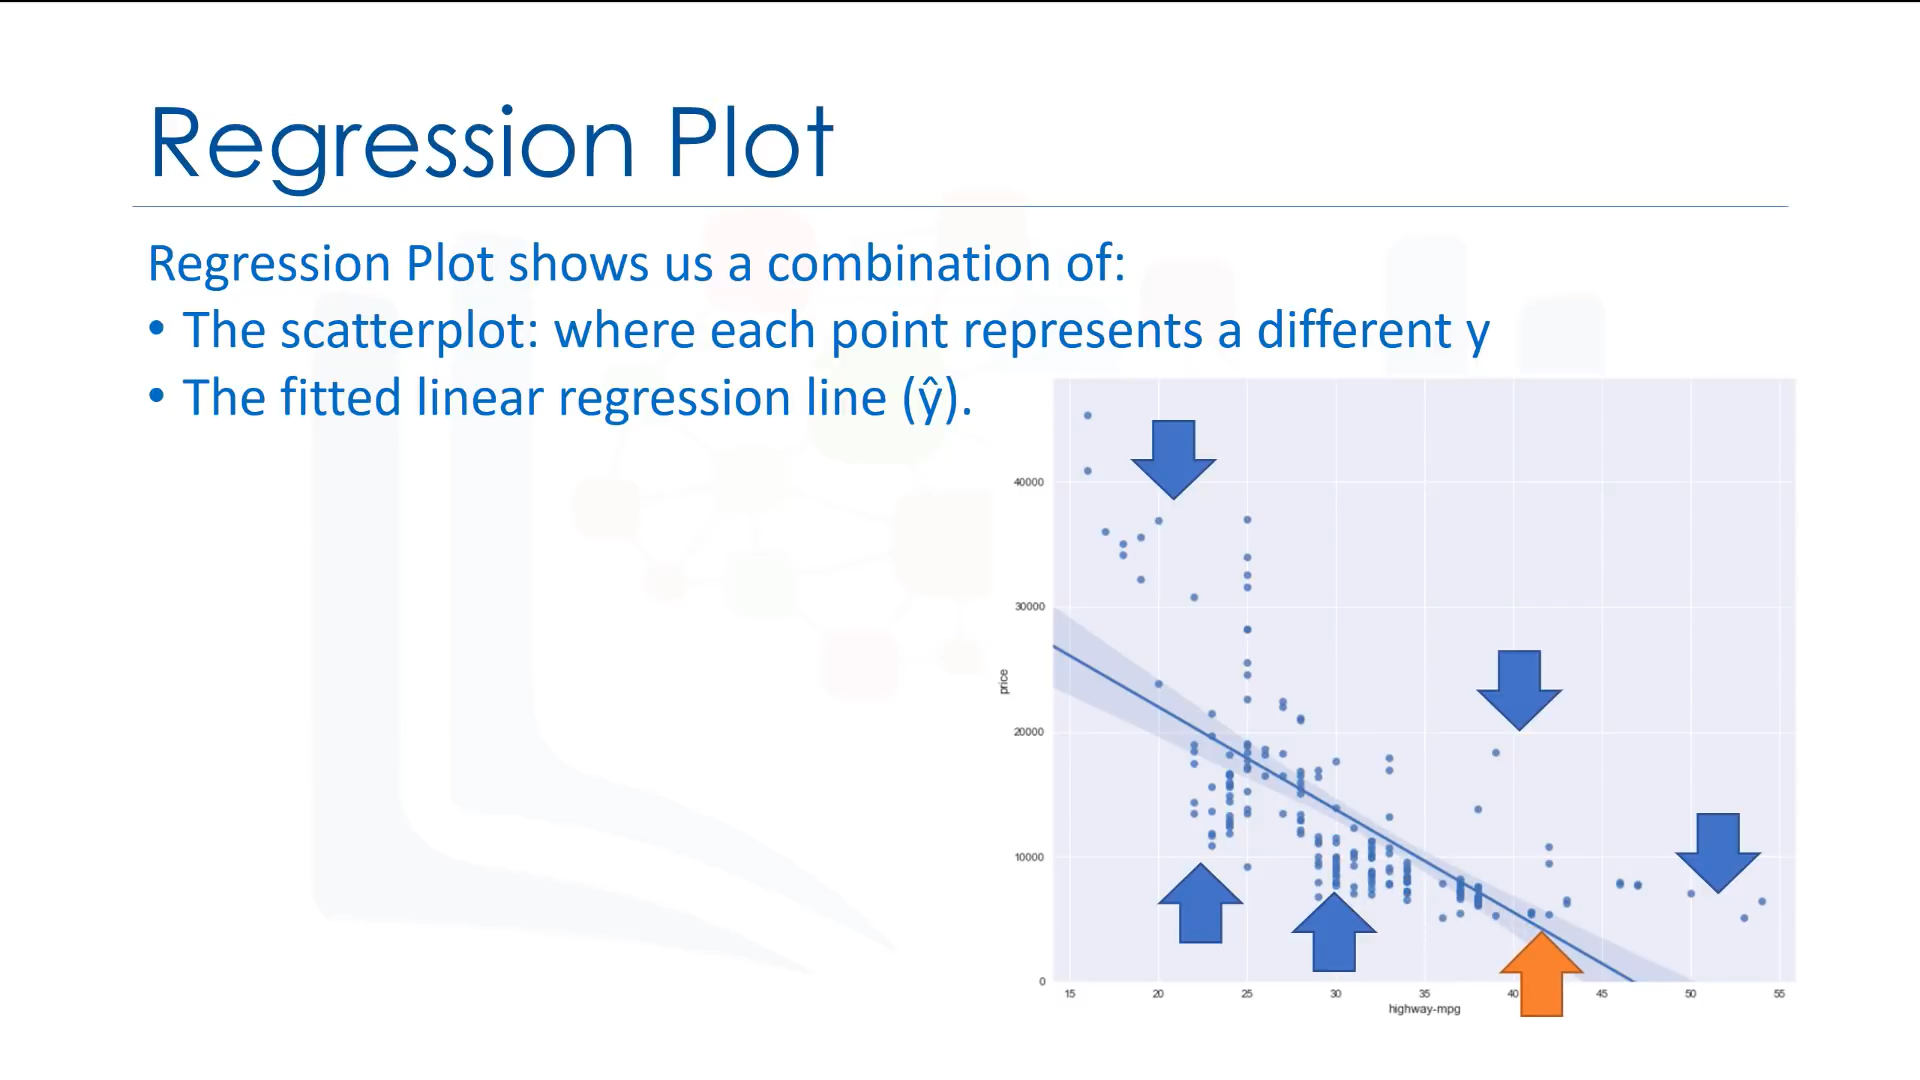 Regression Plot
Regression Plot shows us a combination of:
• The scatterplot: where each point represents a different y
• The fitted linear regression line (ŷ).
40000
30000
price
20000
10000
0
15 20 25 30 35 40 45 50 55
highway-mpg